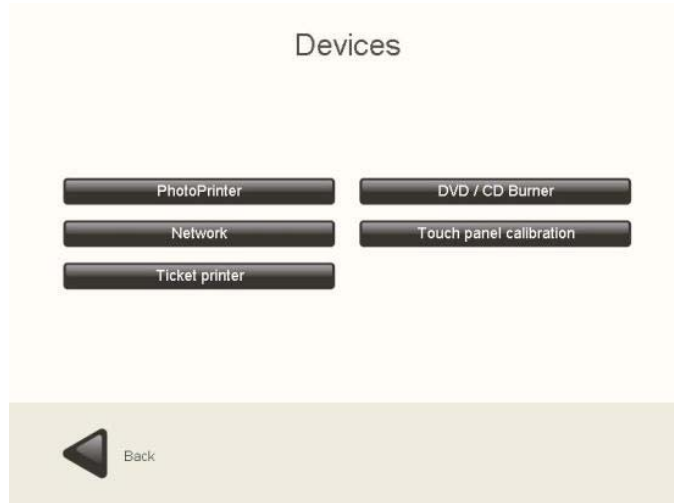 Devices
PhotoPrinter
DVD / CD Burner
Network
Touch panel calibration
Ticket printer
Back